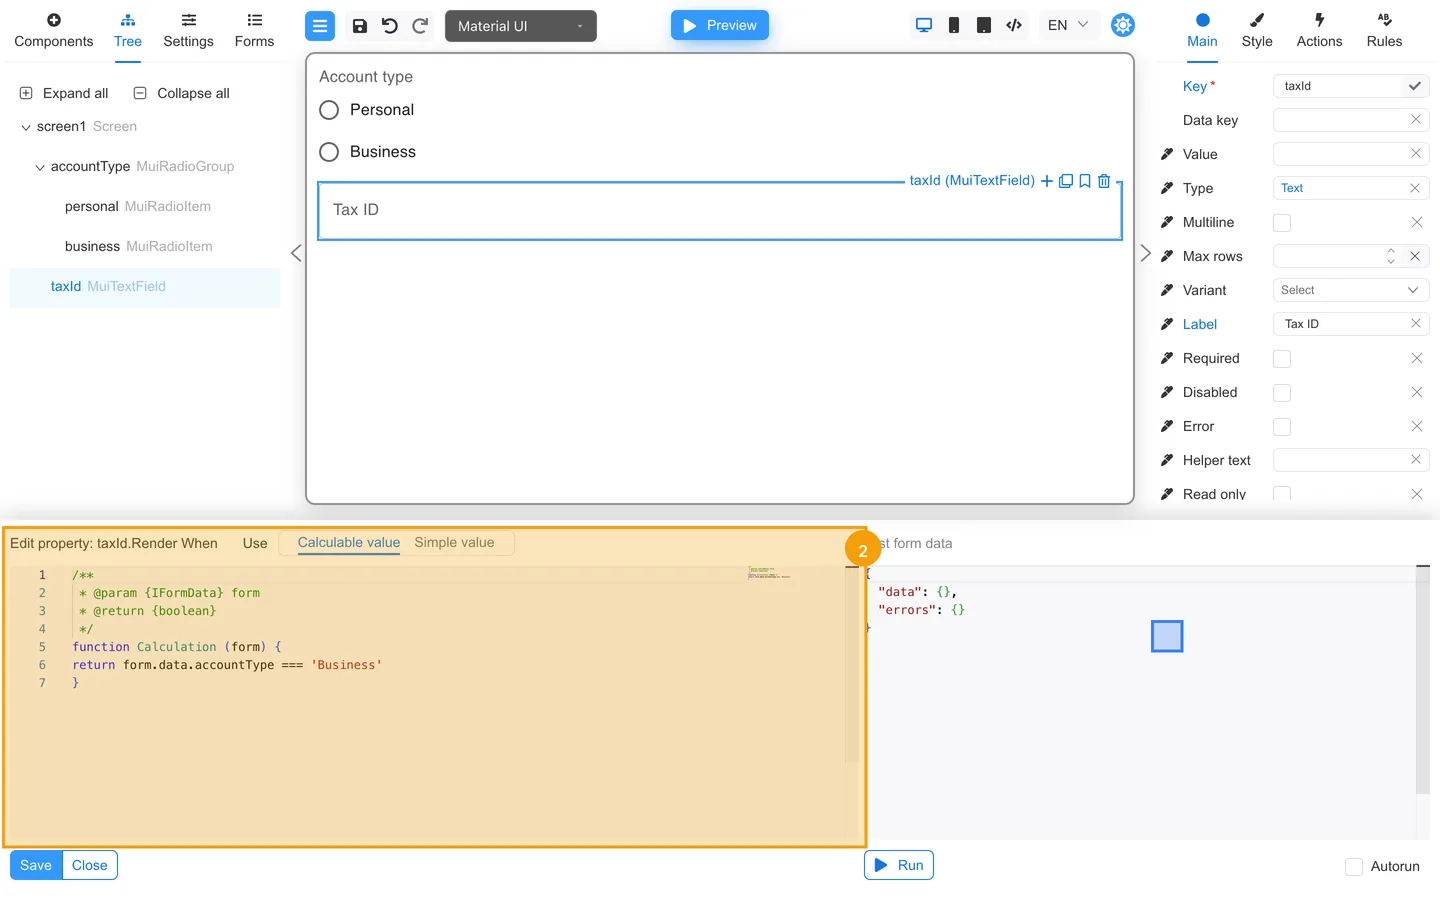 Components Tree Settings Forms
Material UI
Preview
EN
Main Style Actions Rules
Expand all Collapse all
screen1 Screen
accountType MuiRadioGroup
personal MuiRadioItem
business MuiRadioItem
taxId MuiTextField
Account type
Personal
Business
taxId (MuiTextField)
Tax ID
Key* taxId
Data key
Value
Type Text
Multiline
Max rows
Variant Select
Label Tax ID
Required
Disabled
Error
Helper text
Read only
Edit property: taxId.Render When Use Calculable value Simple value
1 /**
2 * @param {IFormData} form
3 * @return {boolean}
4 */
5 function Calculation (form) {
6 return form.data.accountType === 'Business'
7 }
2
st form data
{
"data": {},
"errors": {}
}
Save Close
Run
Autorun